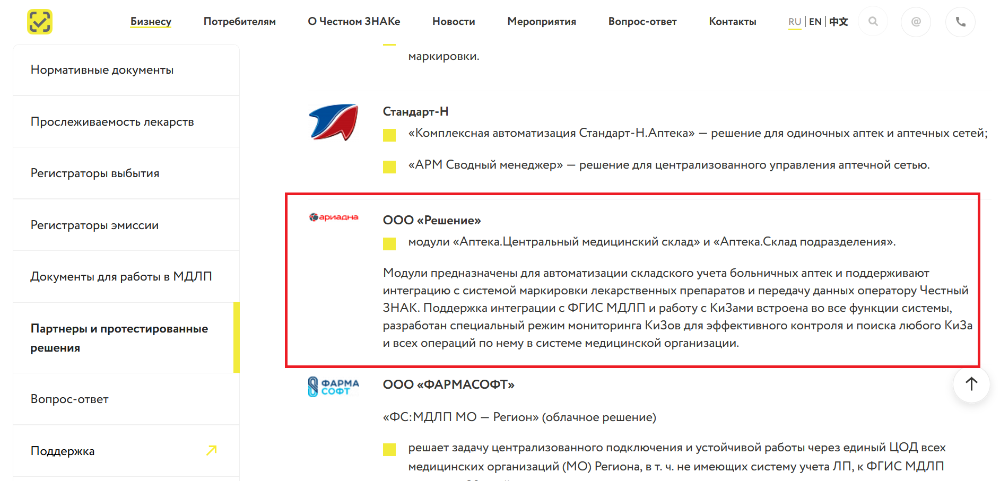 Бизнесу
Потребителям
О Честном ЗНАКе
Новости
Мероприятия
Вопрос-ответ
Контакты
RU | EN | 中文
@
Нормативные документы
Прослеживаемость лекарств
Регистраторы выбытия
Регистраторы эмиссии
Документы для работы в МДЛП
Партнеры и протестированные
решения
Вопрос-ответ
Поддержка
маркировки.
Стандарт-Н
«Комплексная автоматизация Стандарт-Н.Аптека» — решение для одиночных аптек и аптечных сетей;
«АРМ Сводный менеджер» — решение для централизованного управления аптечной сетью.
ариадна
ООО «Решение»
модули «Аптека.Центральный медицинский склад» и «Аптека.Склад подразделения».
Модули предназначены для автоматизации складского учета больничных аптек и поддерживают
интеграцию с системой маркировки лекарственных препаратов и передачу данных оператору Честный
ЗНАК. Поддержка интеграции с ФГИС МДЛП и работу с КиЗами встроена во все функции системы,
разработан специальный режим мониторинга КиЗов для эффективного контроля и поиска любого КиЗа
и всех операций по нему в системе медицинской организации.
ФАРМА
СОФТ
ООО «ФАРМАСОФТ»
«ФС:МДЛП МО — Регион» (облачное решение)
решает задачу централизованного подключения и устойчивой работы через единый ЦОД всех
медицинских организаций (МО) Региона, в т. ч. не имеющих систему учета ЛП, к ФГИС МДЛП